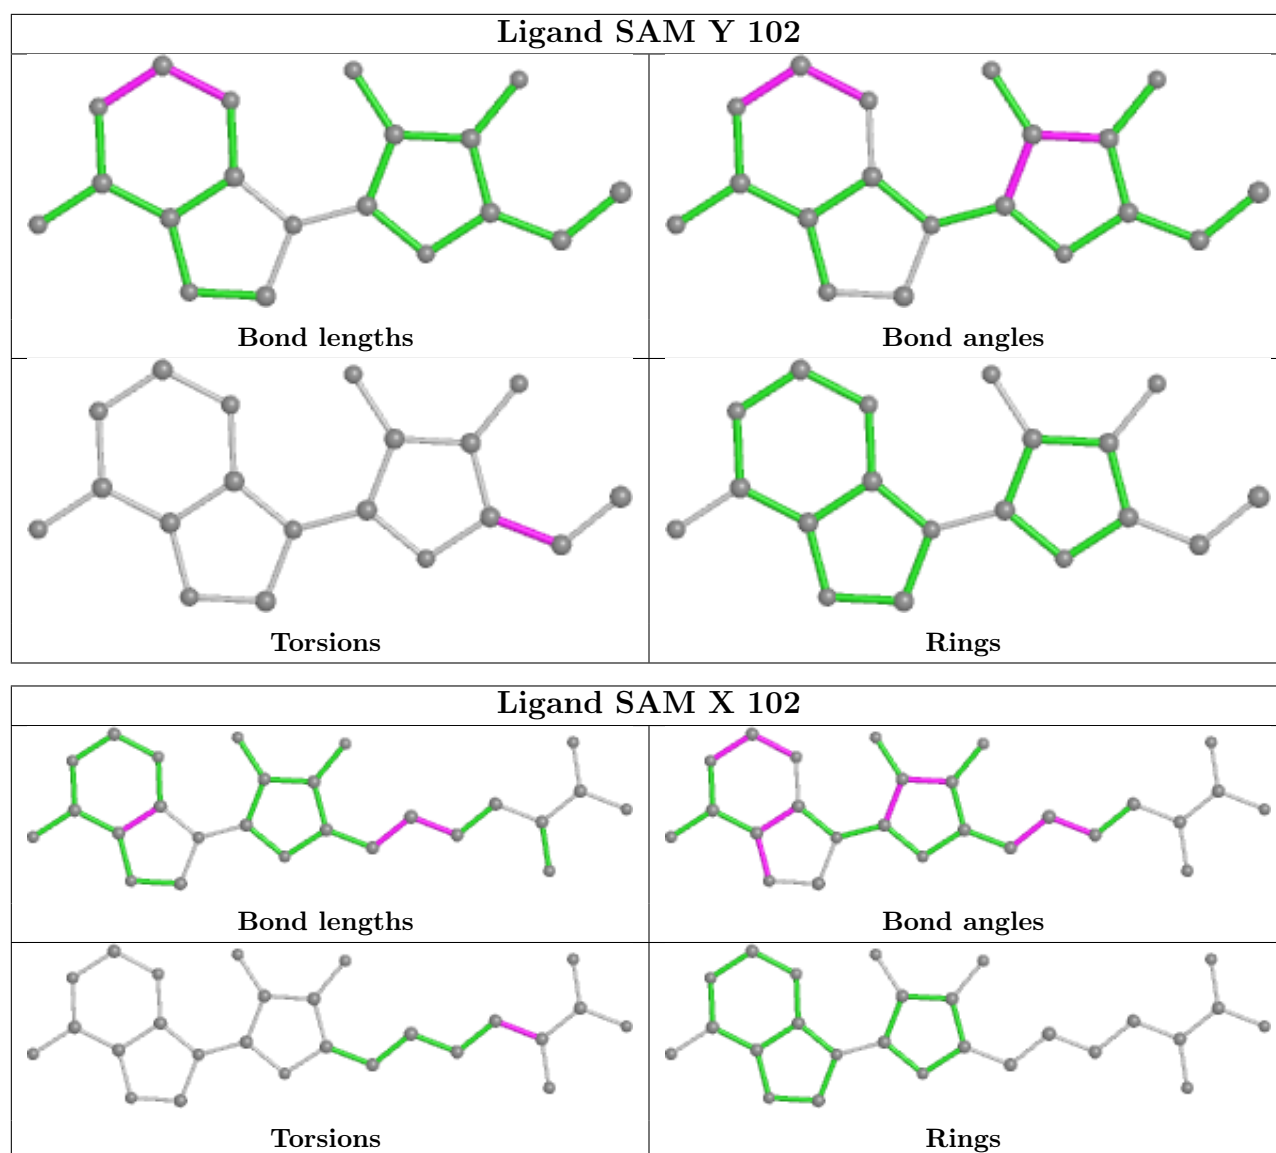 Ligand SAM Y 102
Bond lengths
Bond angles
Torsions
Rings
Ligand SAM X 102
Bond lengths
Bond angles
Torsions
Rings